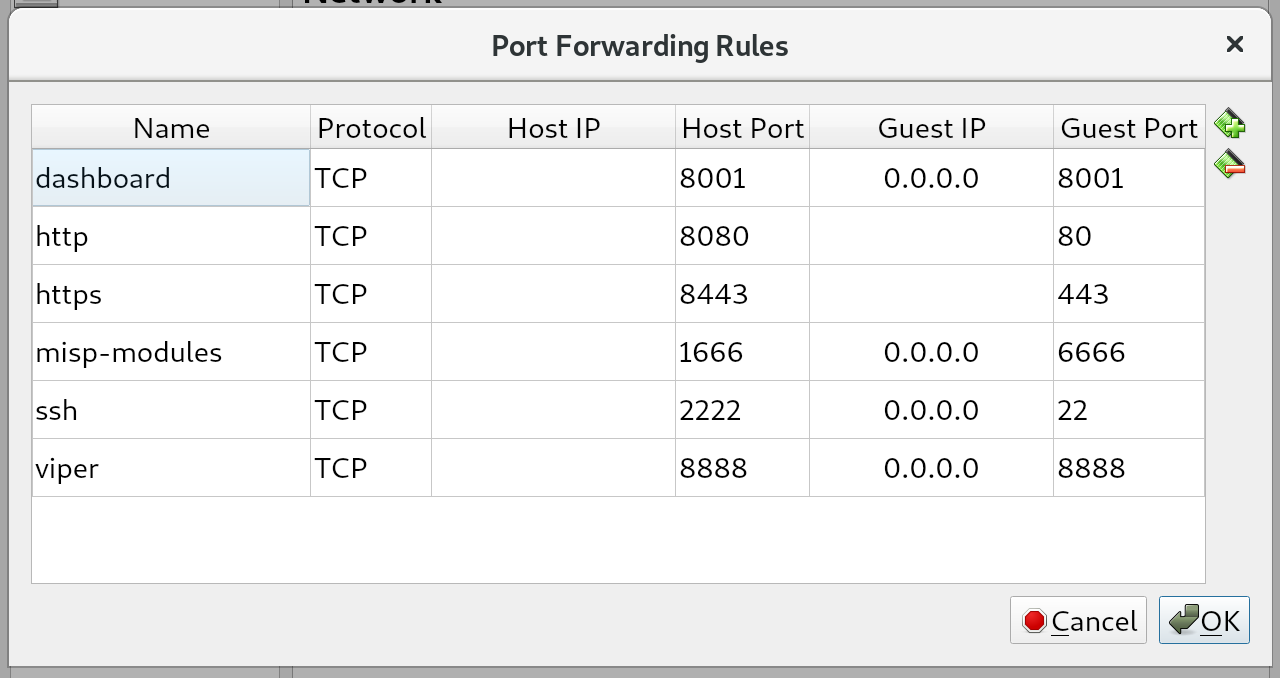 Network
Port Forwarding Rules
Name Protocol Host IP Host Port Guest IP Guest Port
dashboard TCP 8001 0.0.0.0 8001
http TCP 8080 80
https TCP 8443 443
misp-modules TCP 1666 0.0.0.0 6666
ssh TCP 2222 0.0.0.0 22
viper TCP 8888 0.0.0.0 8888
Cancel OK